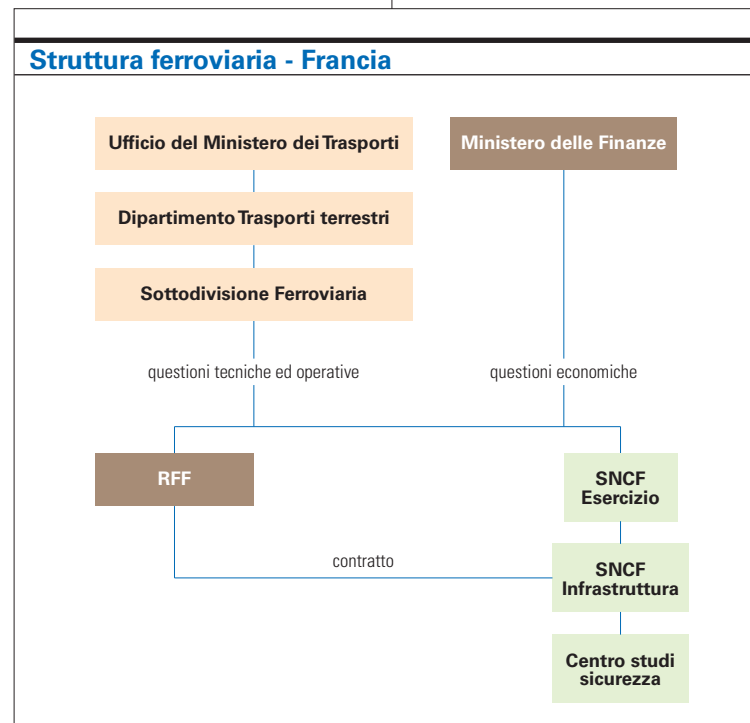 Struttura ferroviaria - Francia
Ufficio del Ministero dei Trasporti
Ministero delle Finanze
Dipartimento Trasporti terrestri
Sottodivisione Ferroviaria
questioni tecniche ed operative
questioni economiche
RFF
SNCF
Esercizio
contratto
SNCF
Infrastruttura
Centro studi
sicurezza